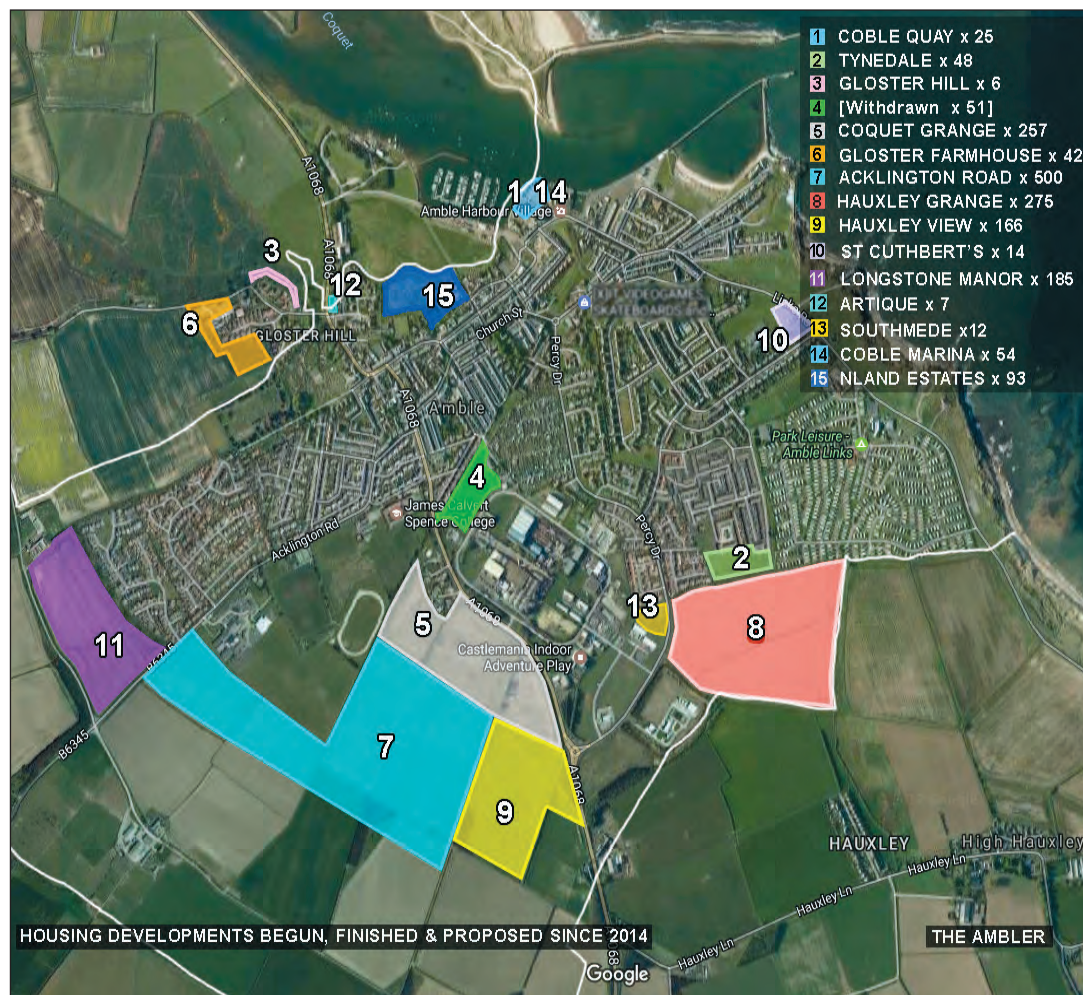 Coquet
1 COBLE QUAY x 25
2 TYNEDALE x 48
3 GLOSTER HILL x 6
4 [Withdrawn x 51]
5 COQUET GRANGE x 257
6 GLOSTER FARMHOUSE x 42
7 ACKLINGTON ROAD x 500
8 HAUXLEY GRANGE x 275
9 HAUXLEY VIEW x 166
10 ST CUTHBERT'S x 14
11 LONGSTONE MANOR x 185
12 ARTIQUE x 7
13 SOUTHMEDE x12
14 COBLE MARINA x 54
15 NLAND ESTATES x 93
A1068
1 14
Amble Harbour Village
3
A1068
12
15
6
GLOSTER HILL
Church St
10
Percy Dr
A1068
Amble
Park Leisure -
Amble Links
4
James Calvert
Spence College
Acklington Rd
Percy Dr
2
A1068
13
5
8
11
Castlemania Indoor
Adventure Play
B6345
B6345
7
A1068
9
HAUXLEY
High Hauxley
Hauxley Ln
Hauxley Ln
HOUSING DEVELOPMENTS BEGUN, FINISHED & PROPOSED SINCE 2014
THE AMBLER
A1068
Hauxley Ln
Google